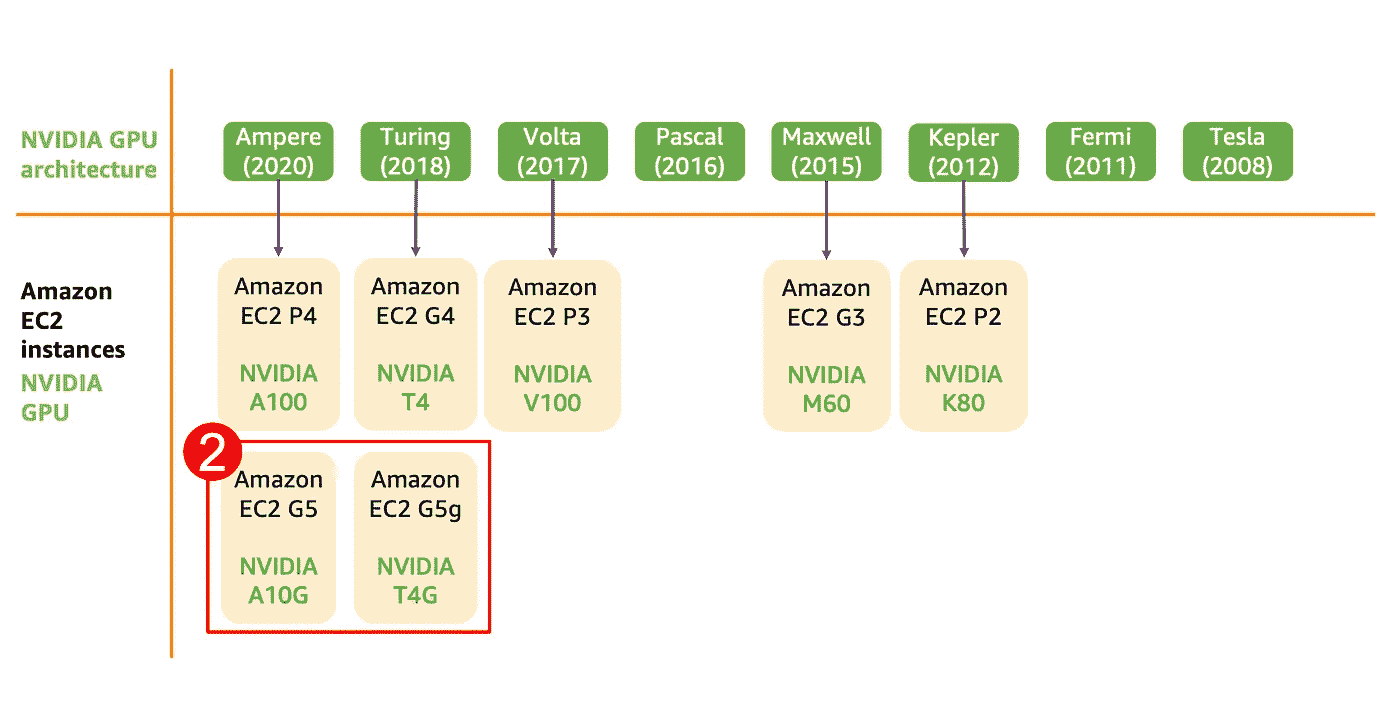 NVIDIA GPU
architecture
Ampere
(2020)
Turing
(2018)
Volta
(2017)
Pascal
(2016)
Maxwell
(2015)
Kepler
(2012)
Fermi
(2011)
Tesla
(2008)
Amazon
EC2
instances
NVIDIA
GPU
Amazon
EC2 P4
NVIDIA
A100
Amazon
EC2 G4
NVIDIA
T4
Amazon
EC2 P3
NVIDIA
V100
Amazon
EC2 G3
NVIDIA
M60
Amazon
EC2 P2
NVIDIA
K80
2
Amazon
EC2 G5
NVIDIA
A10G
Amazon
EC2 G5g
NVIDIA
T4G